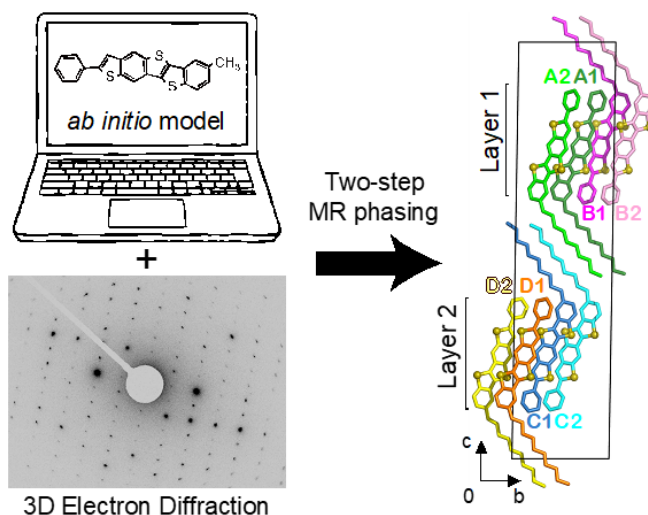 S
S
S
CH₃
ab initio model
+
3D Electron Diffraction
Two-step
MR phasing
Layer 1
A2 A1
B1 B2
Layer 2
D2 D1
C1 C2
c
0 b